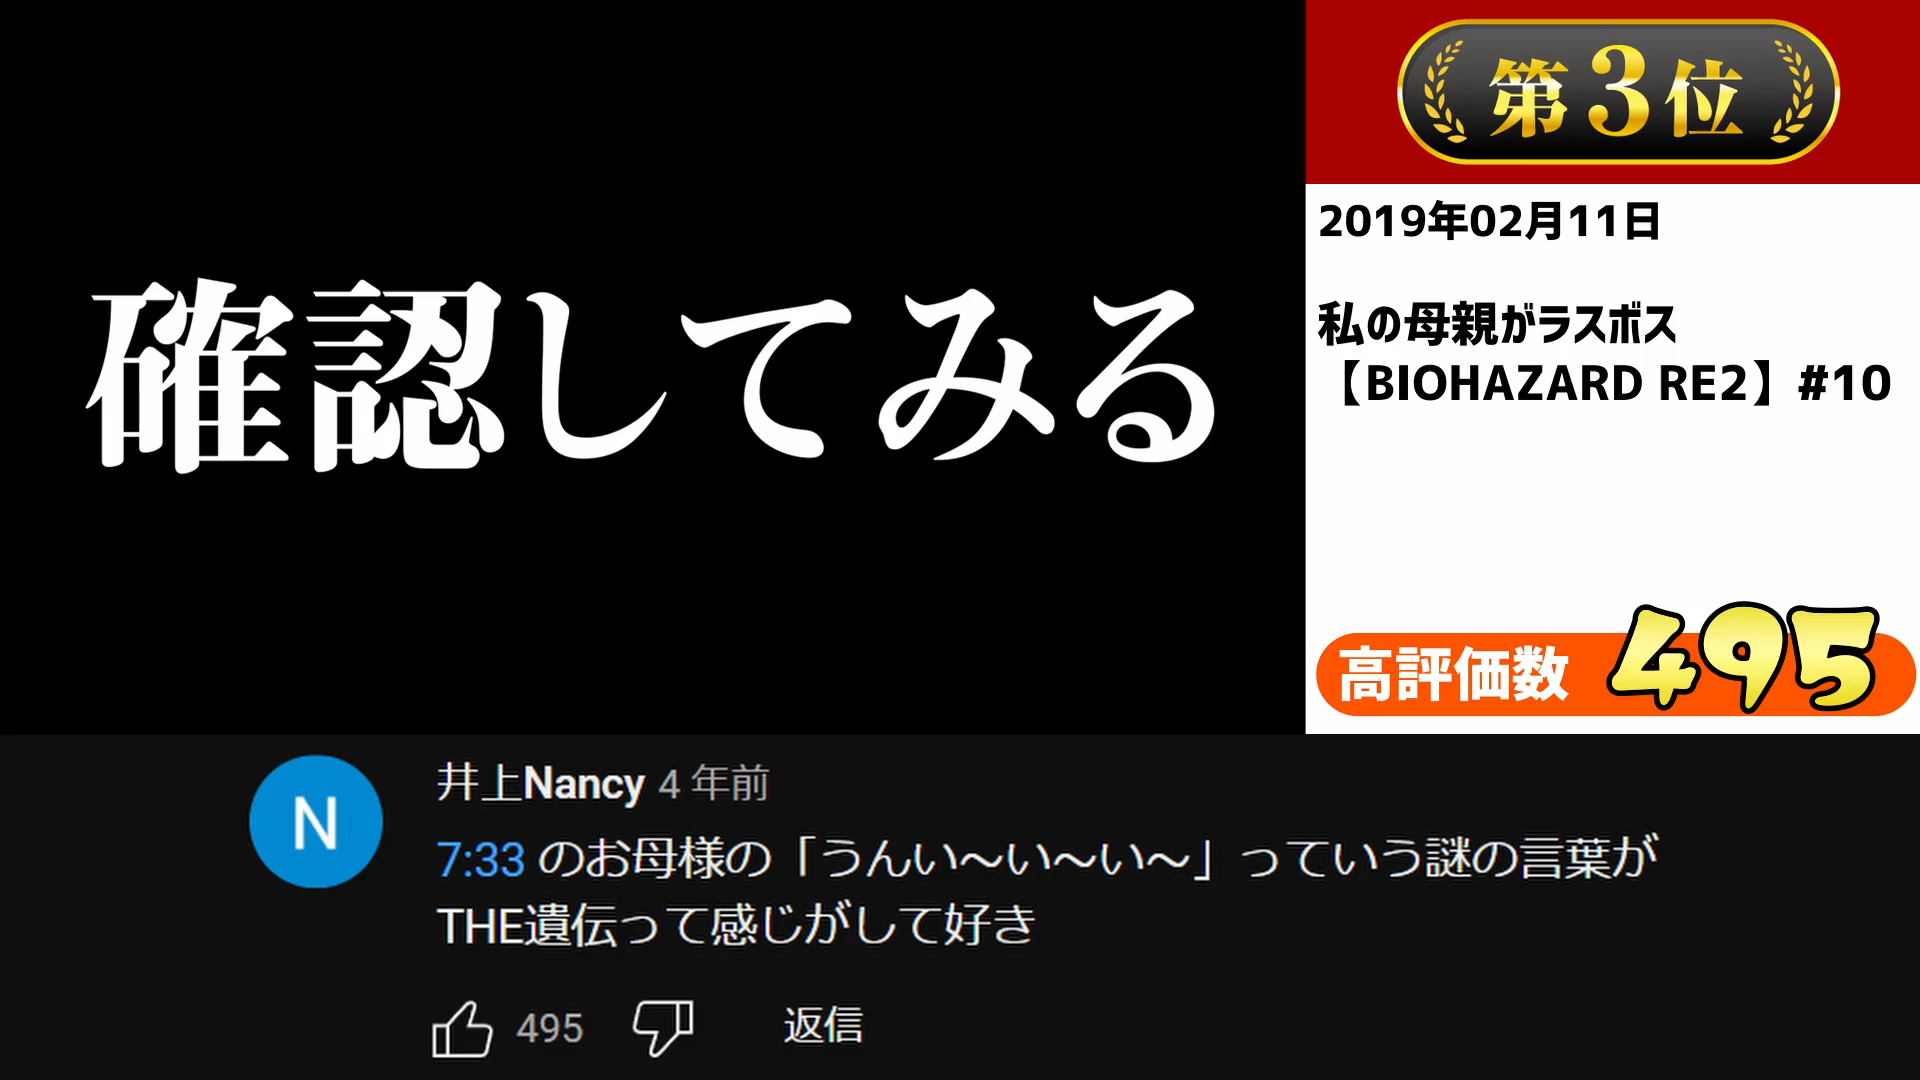 確認してみる
第3位
2019年02月11日
私の母親がラスボス
【BIOHAZARD RE2】#10
高評価数 495
N
井上Nancy 4 年前
7:33 のお母様の「うんい〜い〜い〜」っていう謎の言葉が
THE遺伝って感じがして好き
495 返信